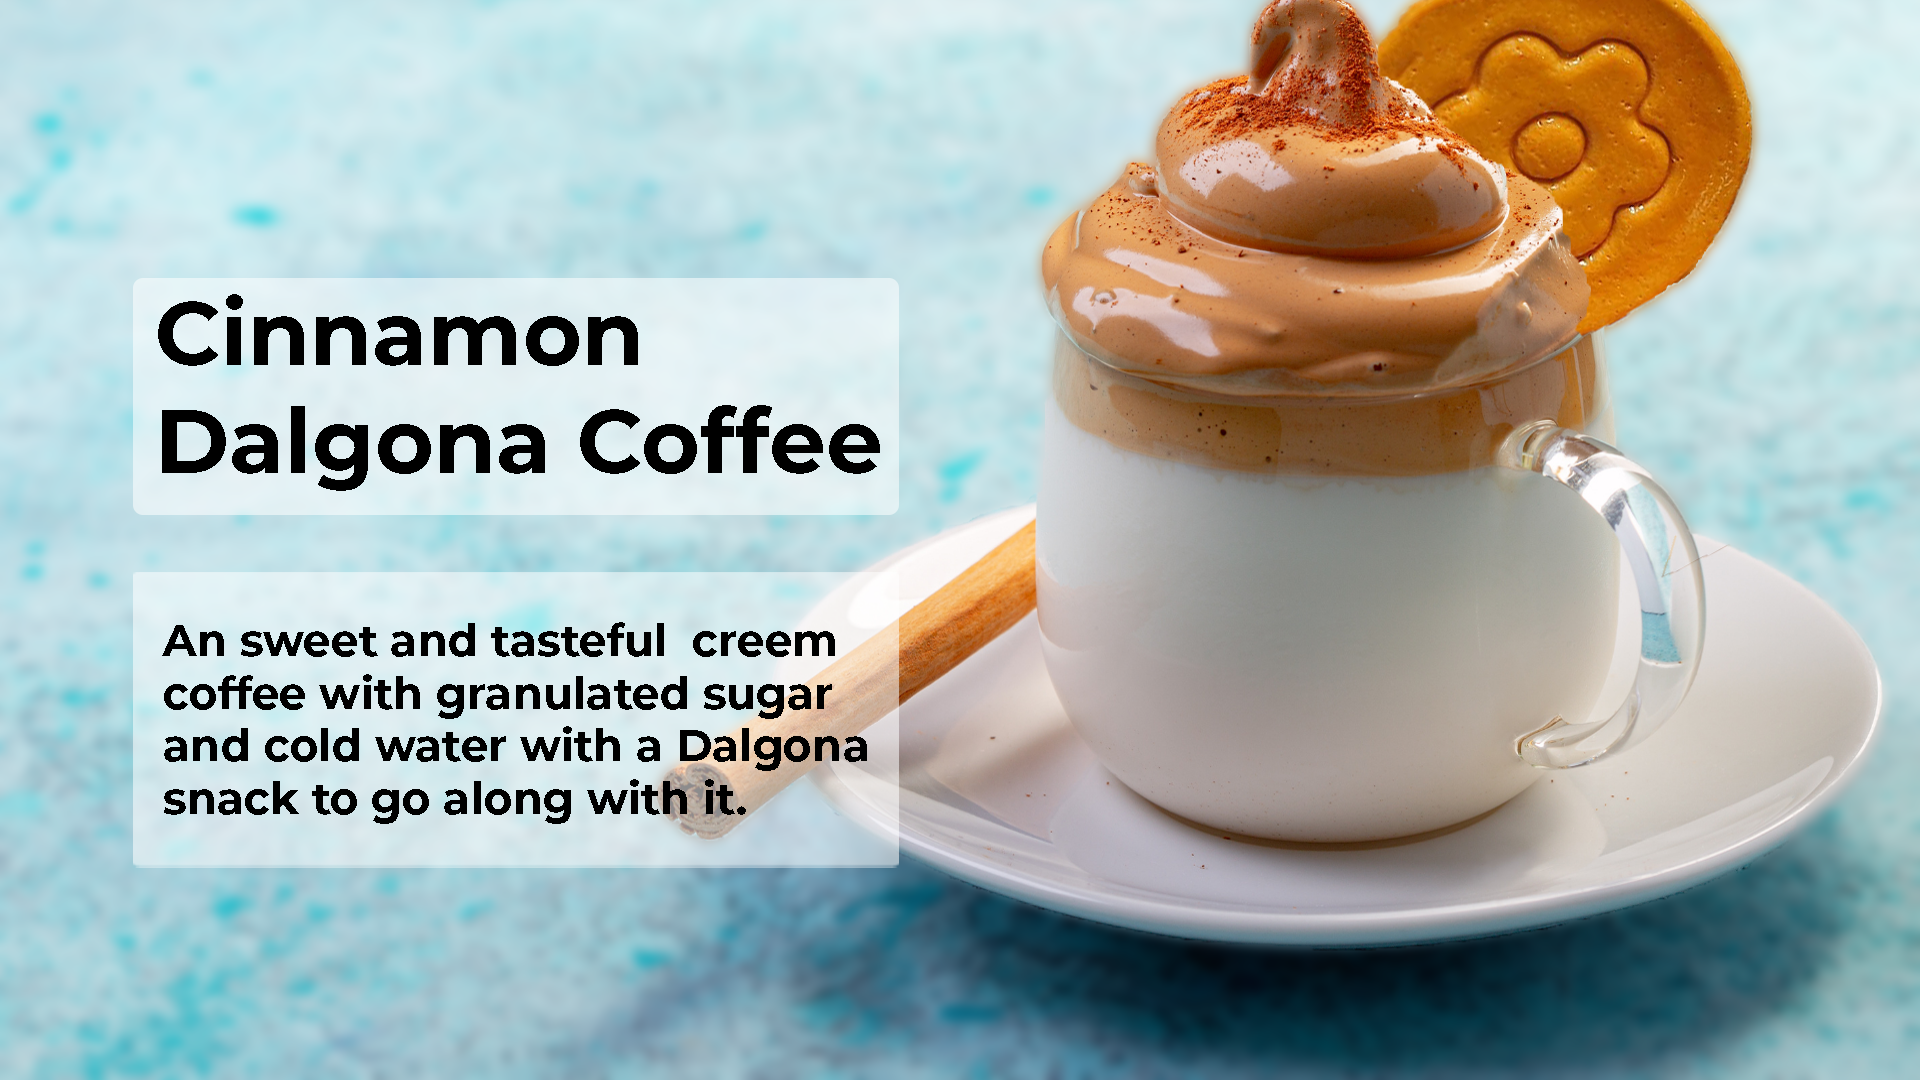 Cinnamon
Dalgona Coffee
An sweet and tasteful  creem
coffee with granulated sugar
and cold water with a Dalgona
snack to go along with it.